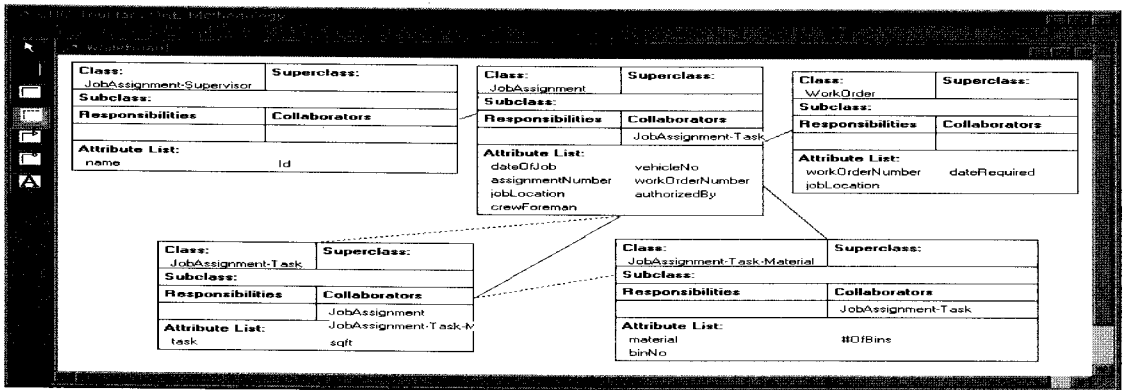 Class: Superclass:
JobAssignment-Supervisor
Subclass:
Responsibilities Collaborators
Attribute List:
name Id
Class: Superclass:
JobAssignment
Subclass:
Responsibilities Collaborators
JobAssignment-Task
Attribute List:
dateOfJob vehicleNo
assignmentNumber workOrderNumber
jobLocation authorizedBy
crewForeman
Class: Superclass:
WorkOrder
Subclass:
Responsibilities Collaborators
Attribute List:
workOrderNumber dateRequired
jobLocation
Class: Superclass:
JobAssignment-Task
Subclass:
Responsibilities Collaborators
JobAssignment
JobAssignment-Task-M
Attribute List:
task sqft
Class: Superclass:
JobAssignment-Task-Material
Subclass:
Responsibilities Collaborators
JobAssignment-Task
Attribute List:
material #OfBins
binNo
A